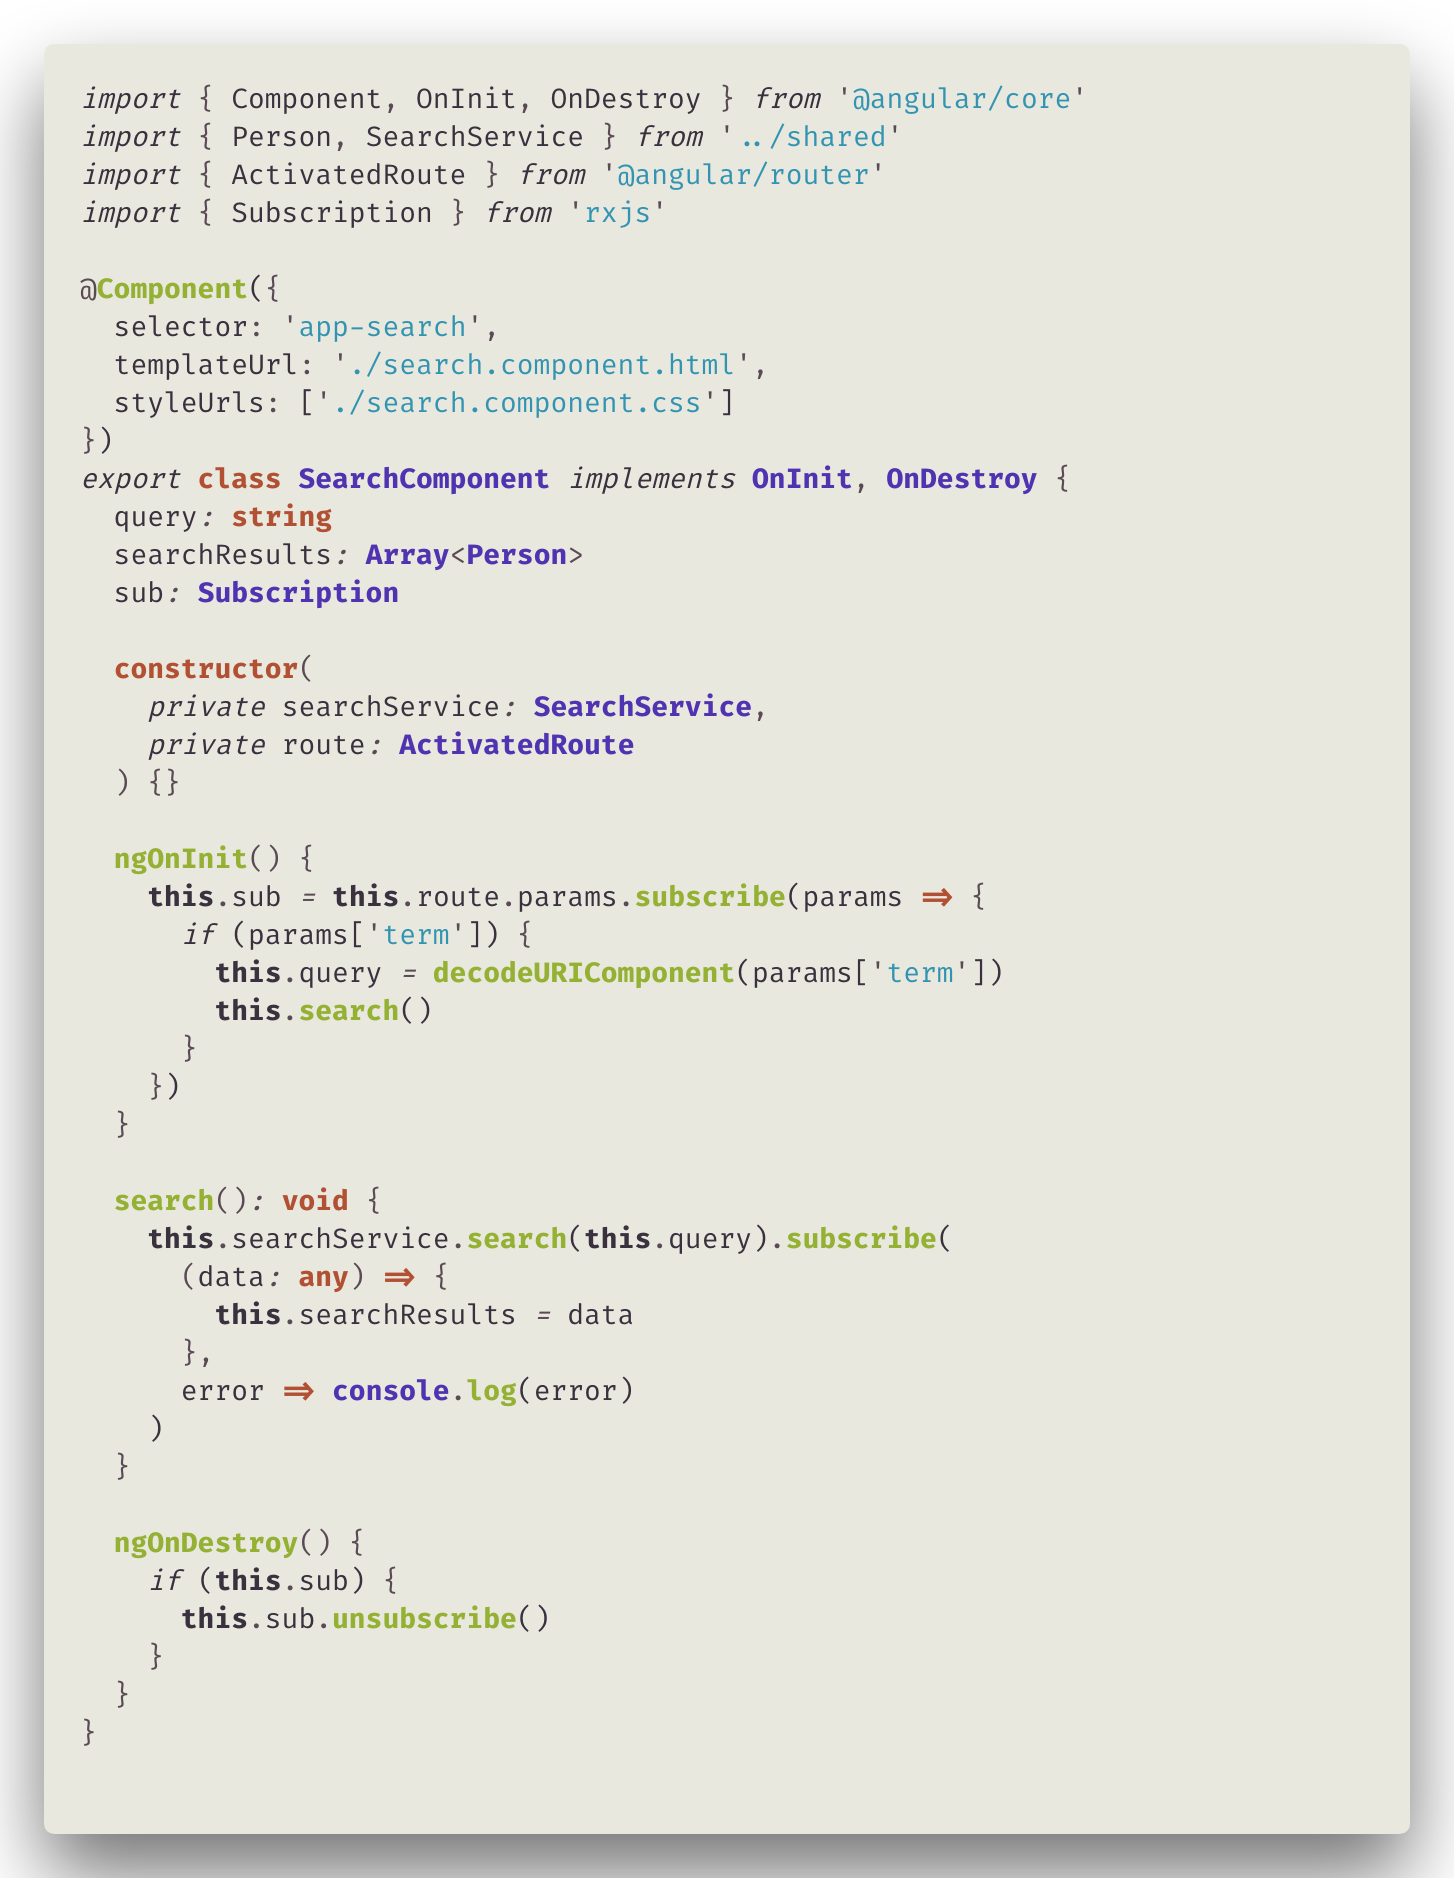 import { Component, OnInit, OnDestroy } from '@angular/core'
import { Person, SearchService } from '../shared'
import { ActivatedRoute } from '@angular/router'
import { Subscription } from 'rxjs'

@Component({
  selector: 'app-search',
  templateUrl: './search.component.html',
  styleUrls: ['./search.component.css']
})
export class SearchComponent implements OnInit, OnDestroy {
  query: string
  searchResults: Array<Person>
  sub: Subscription

  constructor(
    private searchService: SearchService,
    private route: ActivatedRoute
  ) {}

  ngOnInit() {
    this.sub = this.route.params.subscribe(params => {
      if (params['term']) {
        this.query = decodeURIComponent(params['term'])
        this.search()
      }
    })
  }

  search(): void {
    this.searchService.search(this.query).subscribe(
      (data: any) => {
        this.searchResults = data
      },
      error => console.log(error)
    )
  }

  ngOnDestroy() {
    if (this.sub) {
      this.sub.unsubscribe()
    }
  }
}